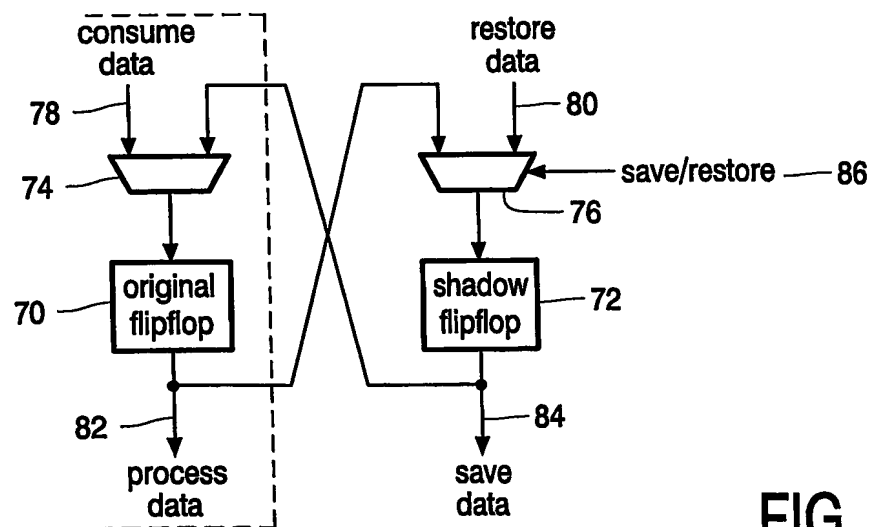 consume
data
restore
data
78
80
74
save/restore
86
76
original
flipflop
70
shadow
flipflop
72
82
84
process
data
save
data
FIG